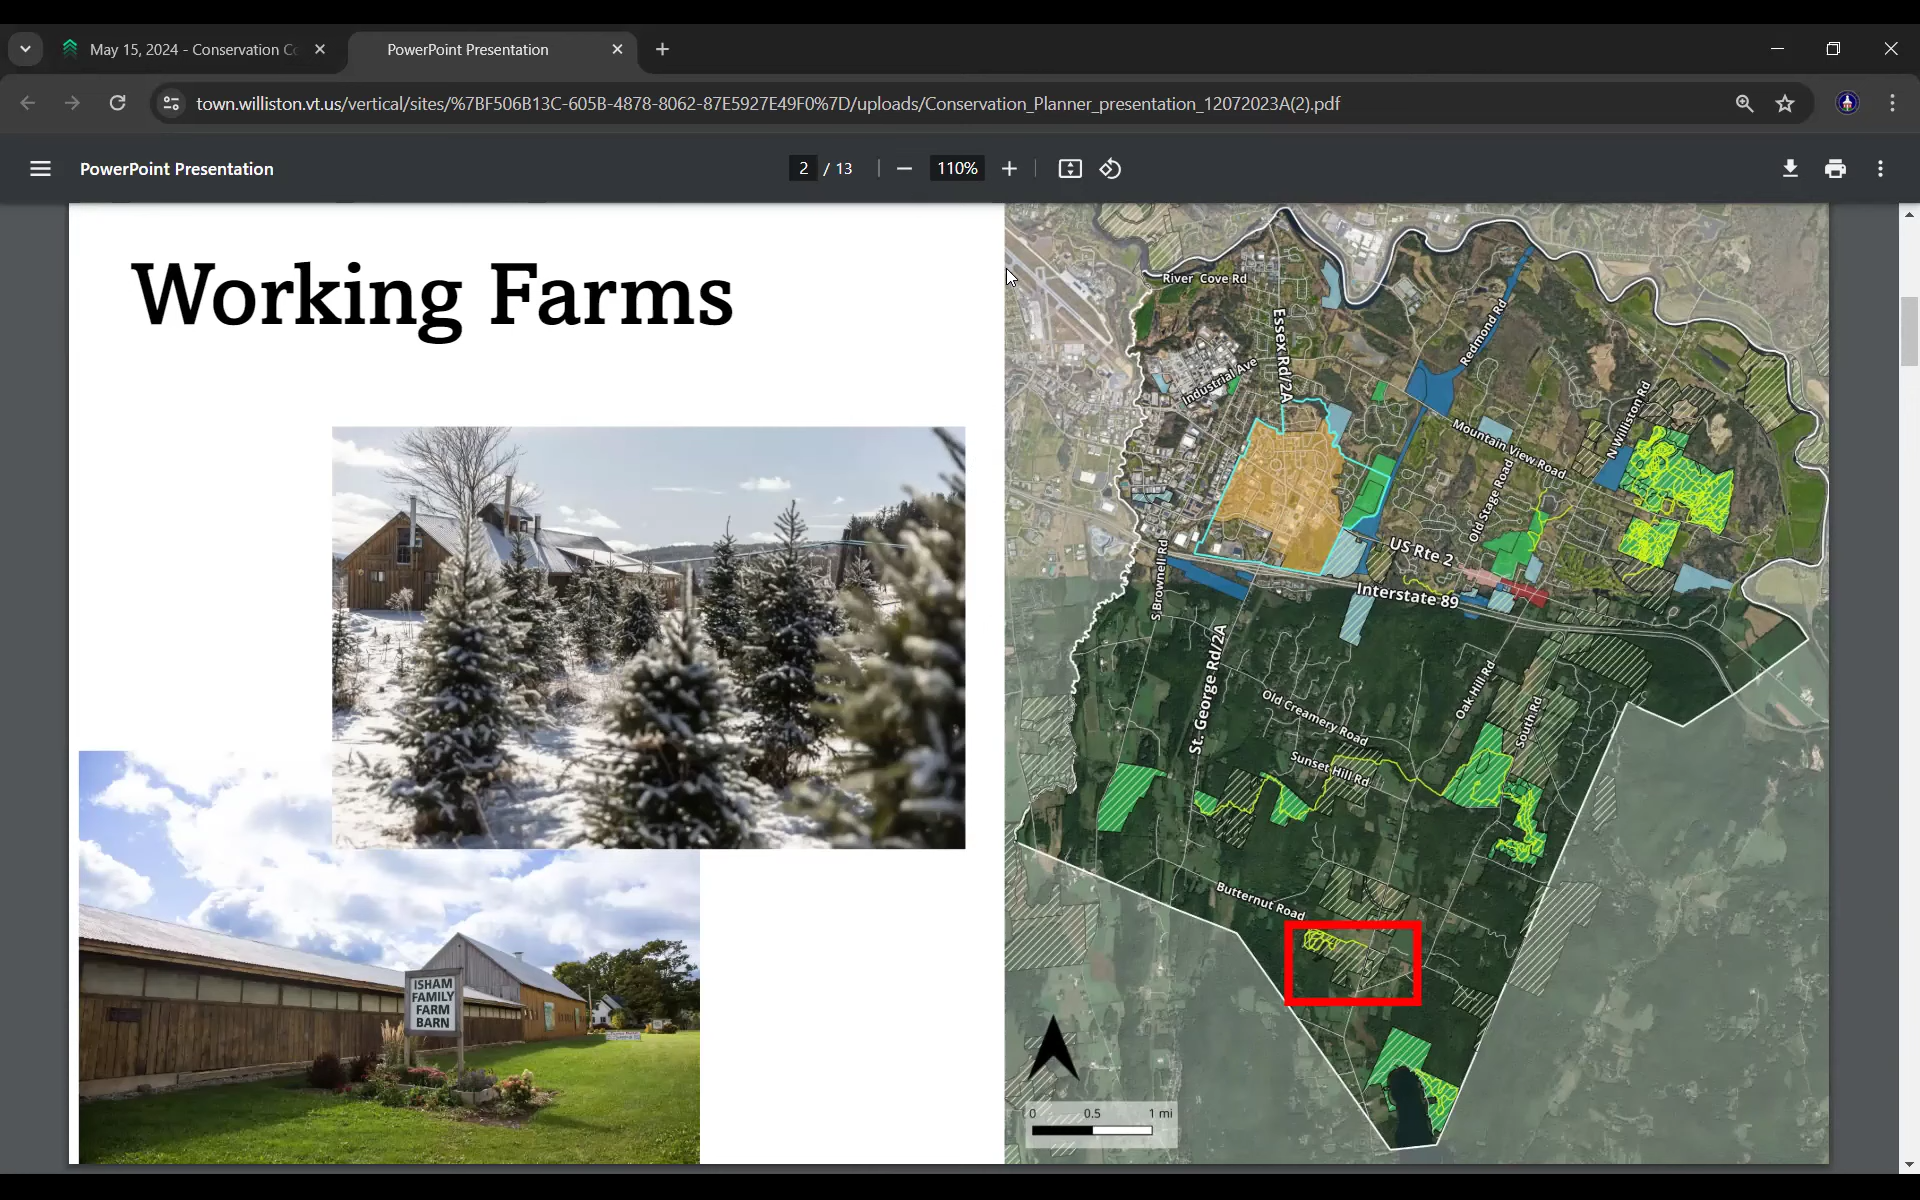 May 15, 2024 - Conservation Co
PowerPoint Presentation
town.williston.vt.us/vertical/sites/%7BF506B13C-605B-4878-8062-87E5927E49F0%7D/uploads/Conservation_Planner_presentation_12072023A(2).pdf
PowerPoint Presentation
2 / 13
110%
Working Farms
ISHAM
FAMILY
FARM
BARN
River Cove Rd
Essex Rd/2A
Redmond Rd
Industrial Ave
N Williston Rd
Mountain View Road
Old Stage Road
US Rte 2
S Brownell Rd
Interstate 89
St. George Rd/2A
Old Creamery Road
Oak Hill Rd
South Rd
Sunset Hill Rd
Butternut Road
0 0.5 1 mi